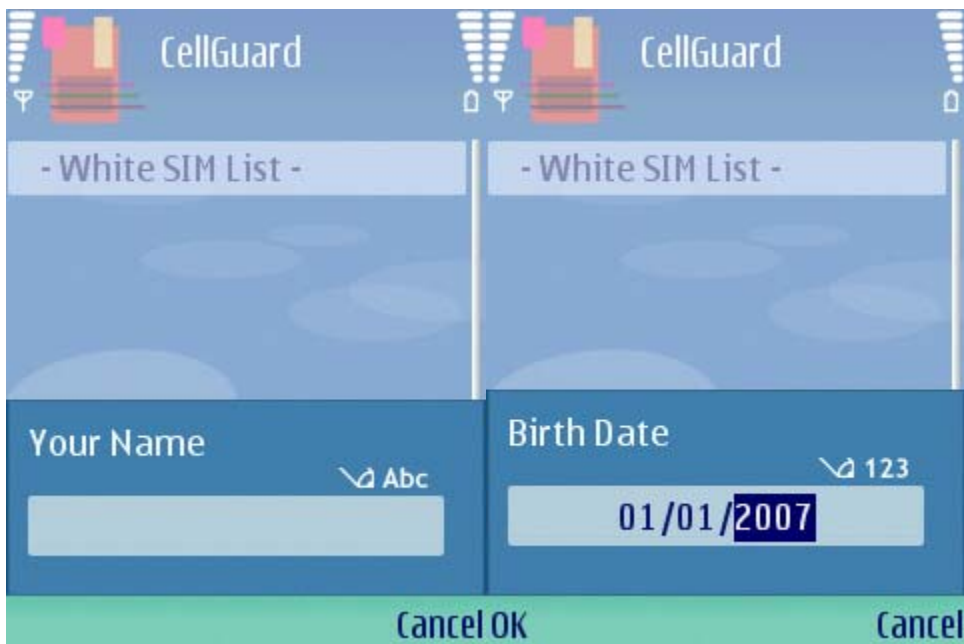 CellGuard
- White SIM List -
Your Name
Abc
Cancel
CellGuard
- White SIM List -
Birth Date
123
01/01/2007
OK Cancel